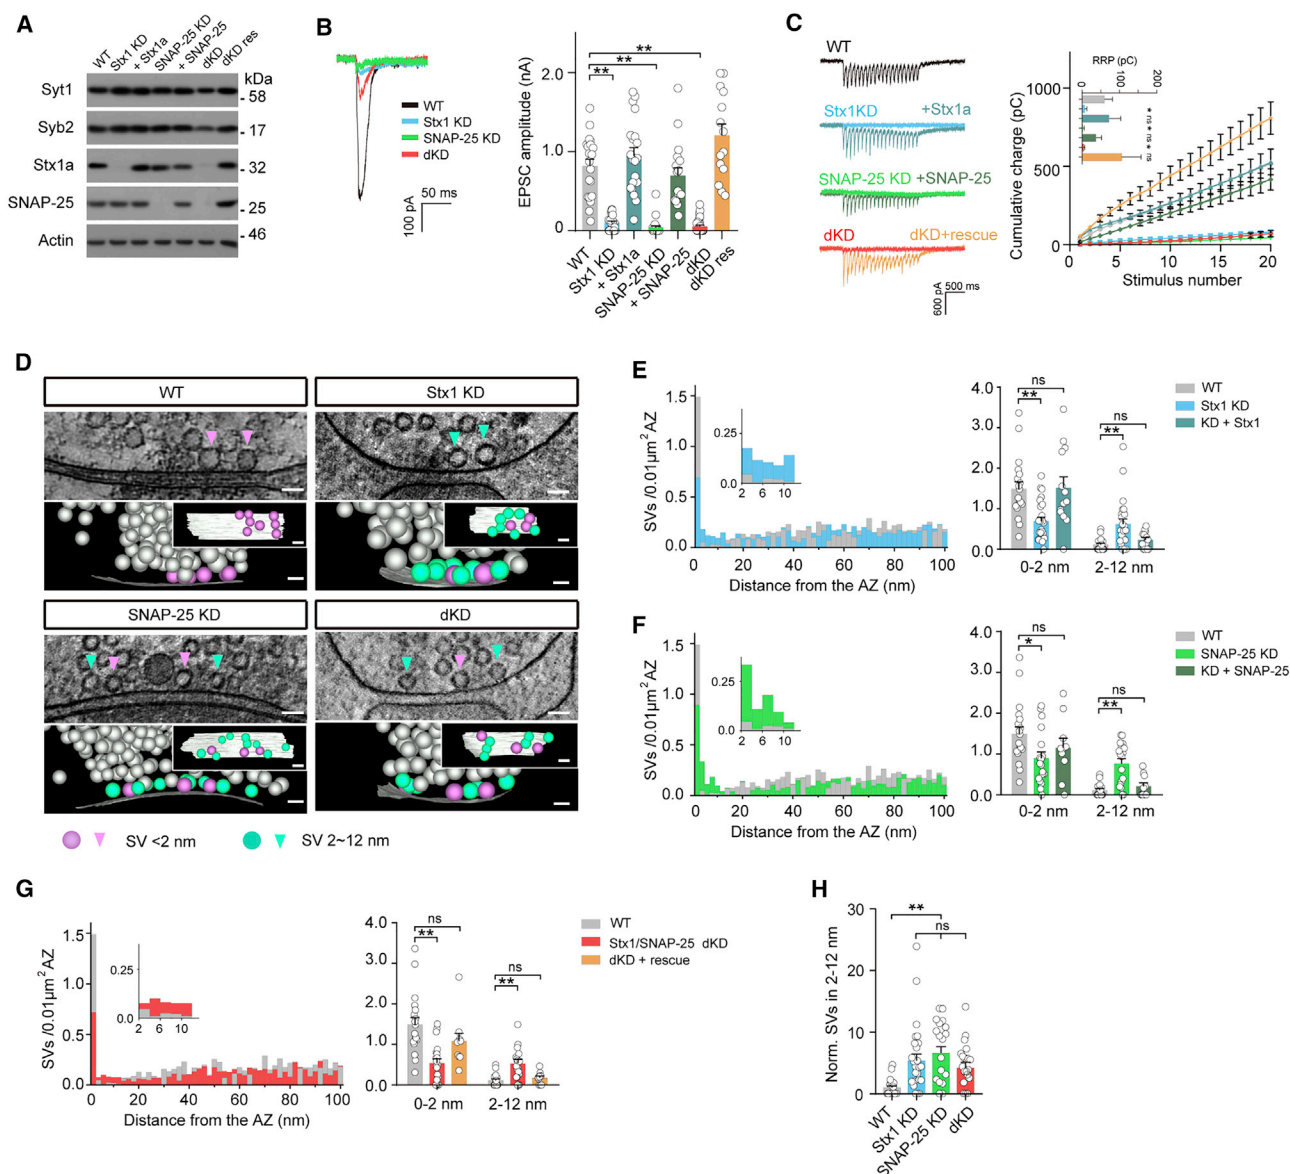 A
WT
Stx1 KD
+ Stx1a
SNAP-25 KD
+ SNAP-25
dKD
dKD res
kDa
Syt1
- 58
Syb2
- 17
Stx1a
- 32
SNAP-25
- 25
Actin
- 46
B
WT
Stx1 KD
SNAP-25 KD
dKD
50 ms
100 pA
EPSC amplitude (nA)
2.0
1.0
0
**
**
**
WT
Stx1 KD
+ Stx1a
SNAP-25 KD
+ SNAP-25
dKD
dKD res
C
WT
Stx1KD
+Stx1a
SNAP-25 KD
+SNAP-25
dKD
dKD+rescue
500 ms
600 pA
Cumulative charge (pC)
1000
500
0
0
5
10
15
20
Stimulus number
RRP (pC)
0
100
200
* ns * ns * ns
D
WT
Stx1 KD
SNAP-25 KD
dKD
SV <2 nm
SV 2~12 nm
E
SVs /0.01µm² AZ
1.5
1.0
0.5
0.0
0
20
40
60
80
100
Distance from the AZ (nm)
0.25
0.0
2
6
10
4.0
3.0
2.0
1.0
0.0
ns
**
ns
**
0-2 nm
2-12 nm
WT
Stx1 KD
KD + Stx1
F
SVs /0.01µm² AZ
1.5
1.0
0.5
0.0
0
20
40
60
80
100
Distance from the AZ (nm)
0.25
0.0
2
6
10
4.0
3.0
2.0
1.0
0.0
ns
*
ns
**
0-2 nm
2-12 nm
WT
SNAP-25 KD
KD + SNAP-25
G
SVs /0.01µm² AZ
1.5
1.0
0.5
0.0
0
20
40
60
80
100
Distance from the AZ (nm)
0.25
0.0
2
6
10
4.0
3.0
2.0
1.0
0.0
ns
**
ns
**
0-2 nm
2-12 nm
WT
Stx1/SNAP-25 dKD
dKD + rescue
H
Norm. SVs in 2-12 nm
30
20
10
0
**
ns
WT
Stx1 KD
SNAP-25 KD
dKD